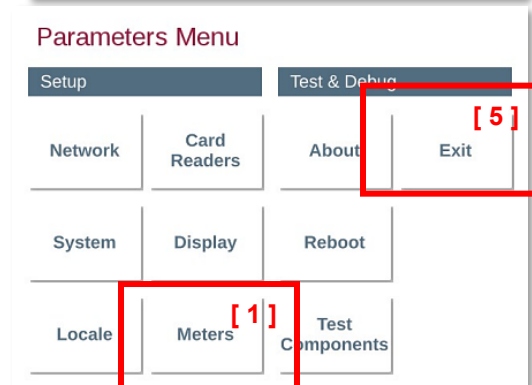 Parameters Menu
Setup
Test & Debug
[ 5 ]
Network
Card
Readers
About
Exit
System
Display
Reboot
Locale
Meters
[ 1 ]
Test
Components